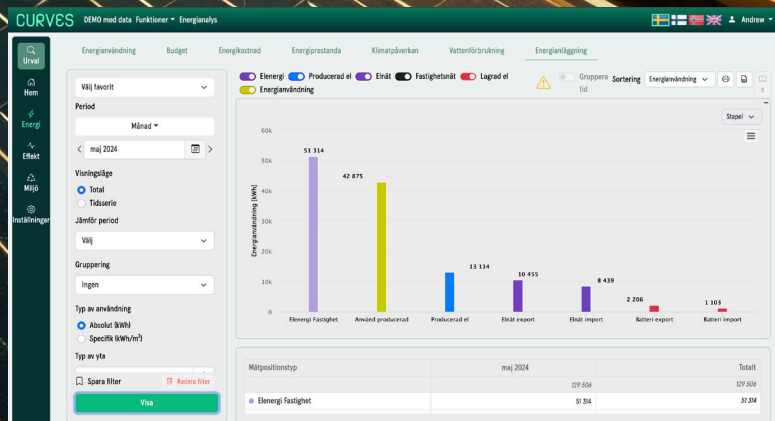 CURVES DEMO med data Funktioner Energianalys Andrew
Urval
Hem
Energi
Effekt
Miljö
Inställningar
Energianvändning Budget Energikostnad Energiprestanda Klimatpåverkan Vattenförbrukning Energianläggning
Välj favorit
Period
Månad
maj 2024
Visningsläge
Total
Tidsserie
Jämför period
Välj
Gruppering
Ingen
Typ av användning
Absolut (kWh)
Specifik (kWh/m²)
Typ av yta
Spara filter Radera filter
Visa
Elenergi Producerad el Elnät Fastighetsnät Lagrad el
Energianvändning
Gruppera
tid
Sortering Energianvändning
0
Stapel
Energianvändning [kWh]
60k
50k
40k
30k
20k
10k
0
51 314
42 875
13 114
10 455
8 439
2 206
1 103
Elenergi Fastighet Använd producerad Producerad el Elnät export Elnät import Batteri export Batteri import
Mätpositionstyp maj 2024 Totalt
129 506 129 506
Elenergi Fastighet 51 314 51 314